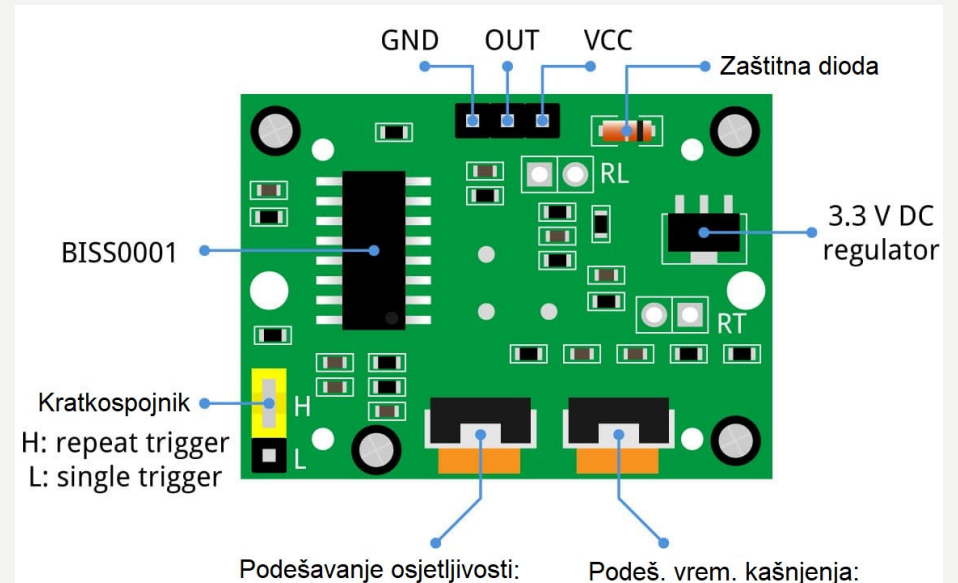 GND OUT VCC
Zaštitna dioda
RL
3.3 V DC
regulator
BISS0001
RT
Kratkospojnik
H
H: repeat trigger
L
L: single trigger
Podešavanje osjetljivosti:
Podeš. vrem. kašnjenja: